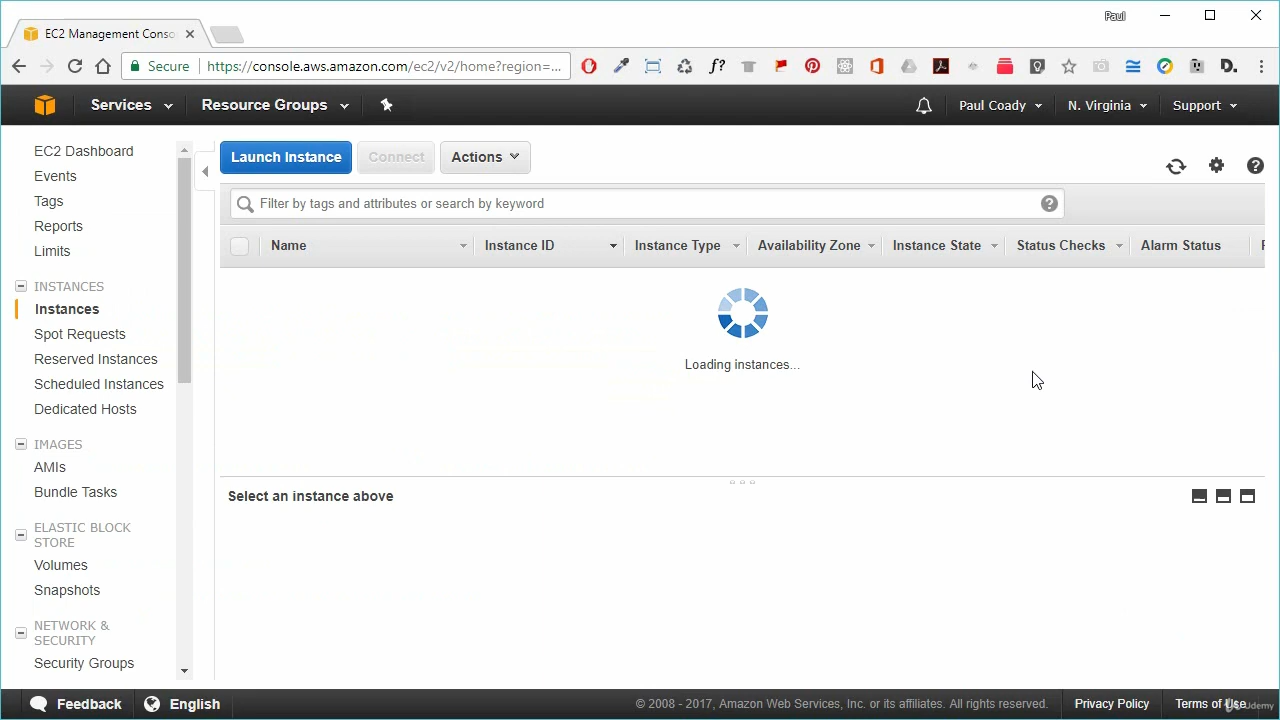 Paul
EC2 Management Conso
Secure https://console.aws.amazon.com/ec2/v2/home?region=...
f?
D.
Services Resource Groups Paul Coady N. Virginia Support
EC2 Dashboard
Events
Tags
Reports
Limits
INSTANCES
Instances
Spot Requests
Reserved Instances
Scheduled Instances
Dedicated Hosts
IMAGES
AMIs
Bundle Tasks
ELASTIC BLOCK
STORE
Volumes
Snapshots
NETWORK &
SECURITY
Security Groups
Launch Instance Connect Actions
Filter by tags and attributes or search by keyword
Name Instance ID Instance Type Availability Zone Instance State Status Checks Alarm Status
Loading instances...
Select an instance above
Feedback English © 2008 - 2017, Amazon Web Services, Inc. or its affiliates. All rights reserved. Privacy Policy Terms of Use
Udemy